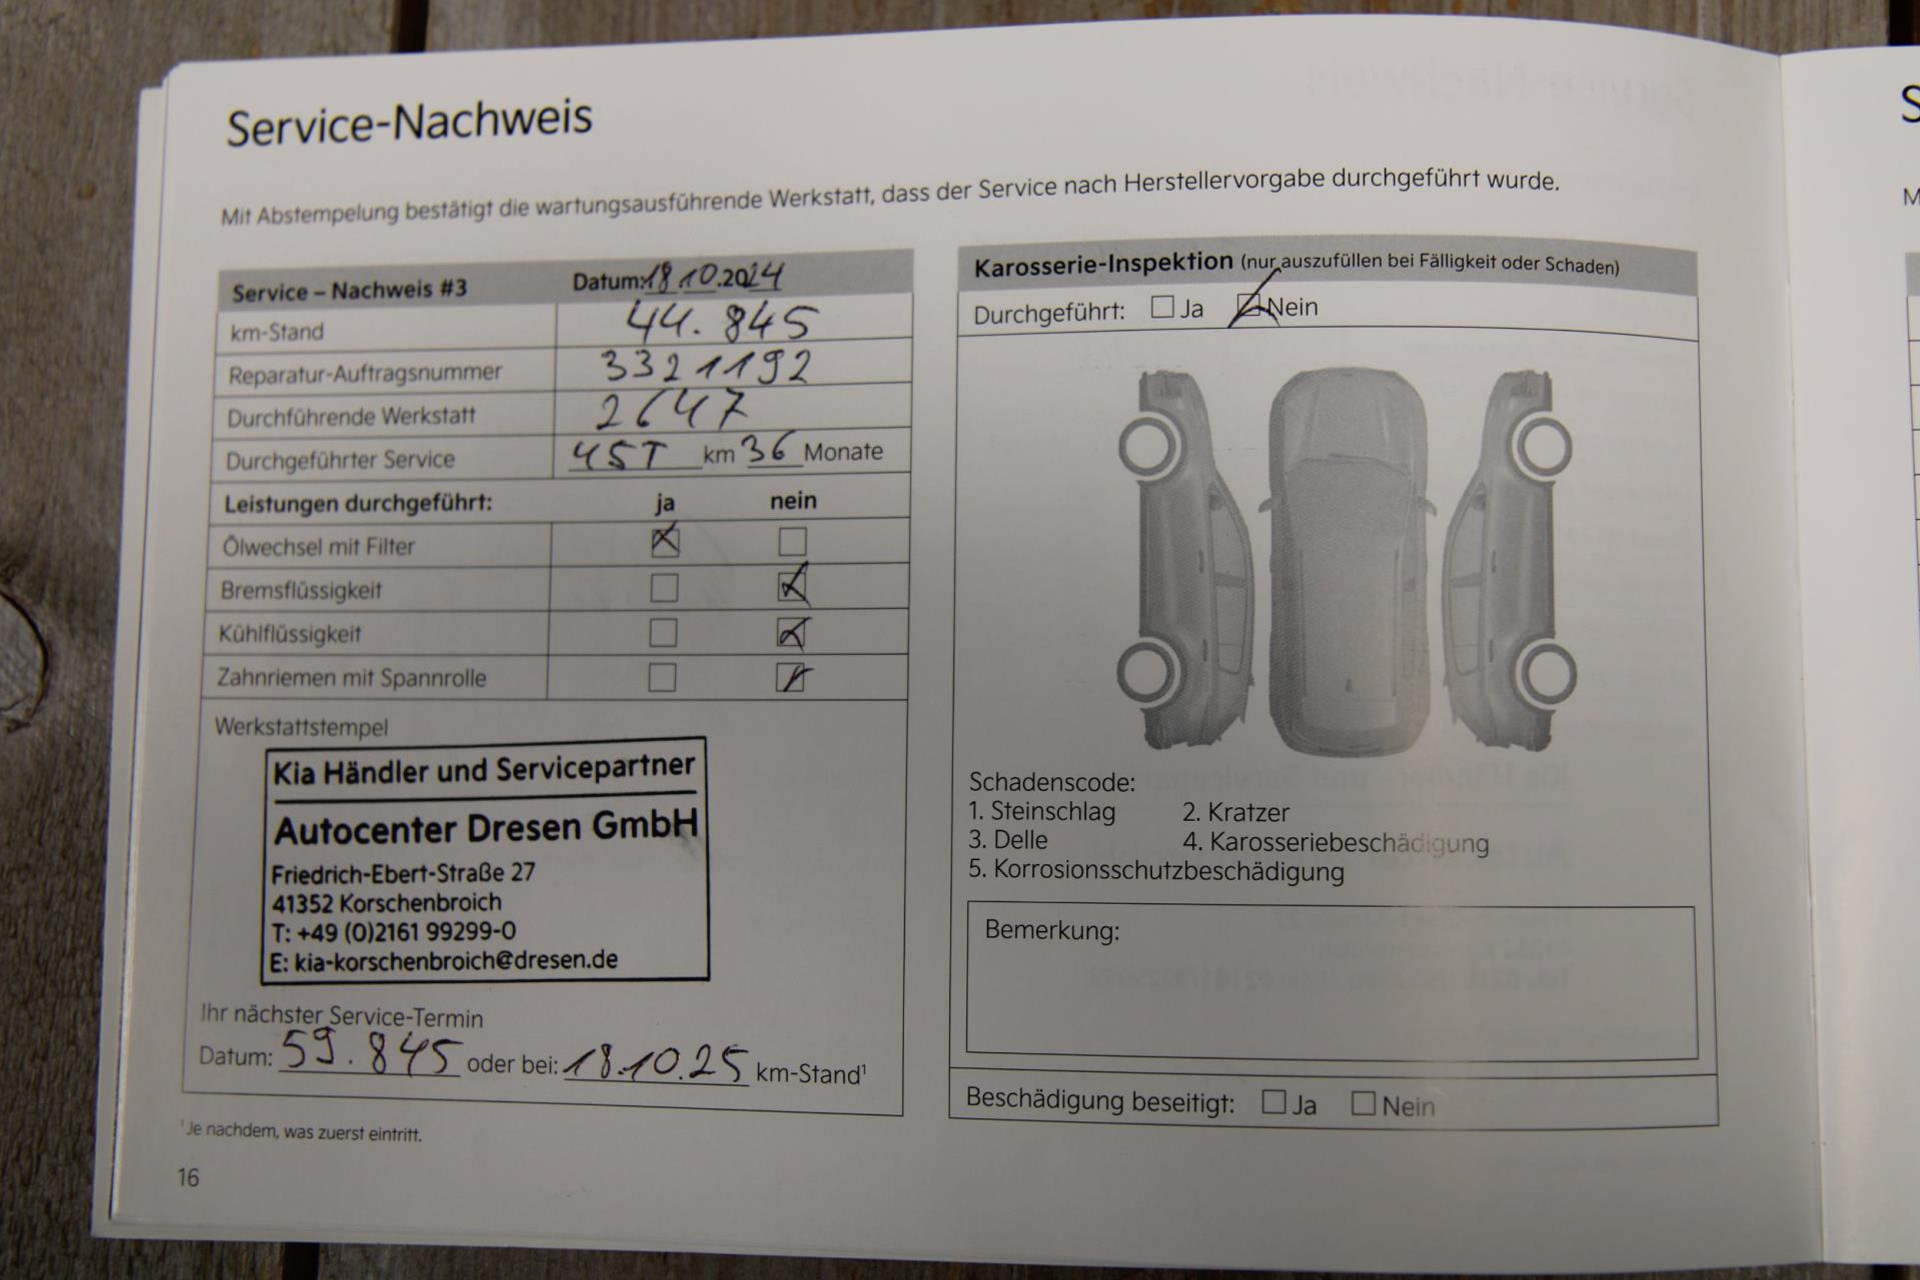 Service-Nachweis
Mit Abstempelung bestätigt die wartungsausführende Werkstatt, dass der Service nach Herstellervorgabe durchgeführt wurde.
Service – Nachweis #3 Datum: 18.10.2024
km-Stand 44.845
Reparatur-Auftragsnummer 3321192
Durchführende Werkstatt 2647
Durchgeführter Service 45T km 36 Monate
Leistungen durchgeführt: ja nein
Ölwechsel mit Filter
Bremsflüssigkeit
Kühlflüssigkeit
Zahnriemen mit Spannrolle
Werkstattstempel
Kia Händler und Servicepartner
Autocenter Dresen GmbH
Friedrich-Ebert-Straße 27
41352 Korschenbroich
T: +49 (0)2161 99299-0
E: kia-korschenbroich@dresen.de
Ihr nächster Service-Termin
Datum: 59.845 oder bei: 18.10.25 km-Stand¹
¹Je nachdem, was zuerst eintritt.
16
Karosserie-Inspektion (nur auszufüllen bei Fälligkeit oder Schaden)
Durchgeführt: Ja Nein
Schadenscode:
1. Steinschlag 2. Kratzer
3. Delle 4. Karosseriebeschädigung
5. Korrosionsschutzbeschädigung
Bemerkung:
Beschädigung beseitigt: Ja Nein